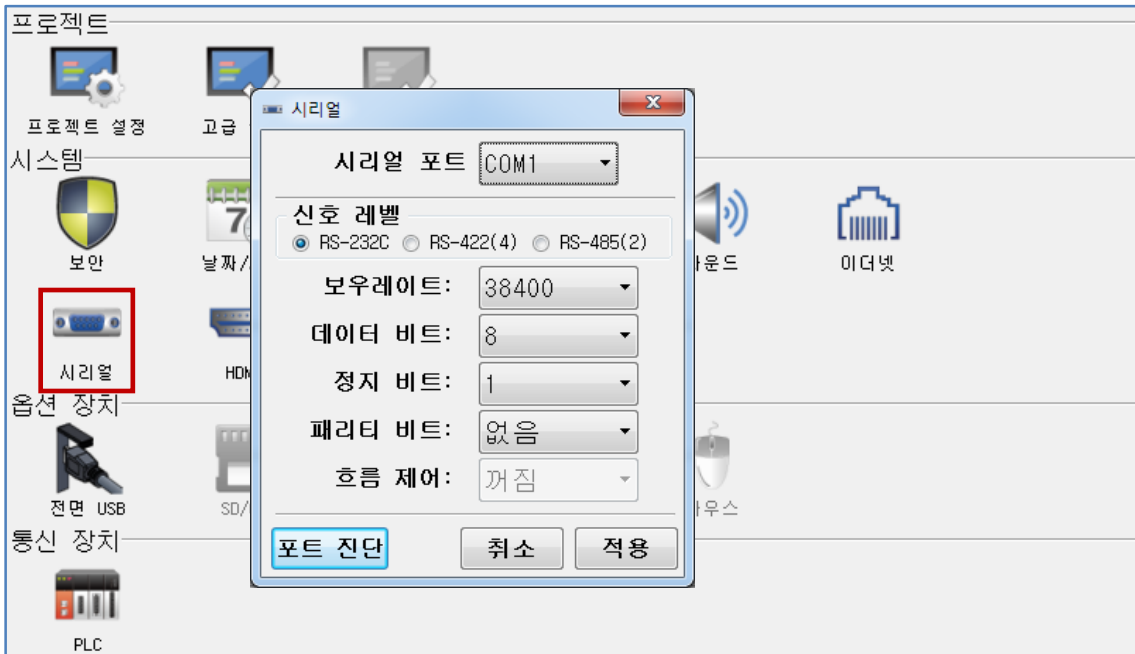 프로젝트
프로젝트 설정
고급
시스템
보안
날짜/
운드
이더넷
시리얼
HDM
옵션 장치
전면 USB
SD/
우스
통신 장치
PLC
시리얼
시리얼 포트 COM1
신호 레벨
RS-232C RS-422(4) RS-485(2)
보우레이트: 38400
데이터 비트: 8
정지 비트: 1
패리티 비트: 없음
흐름 제어: 꺼짐
포트 진단 취소 적용